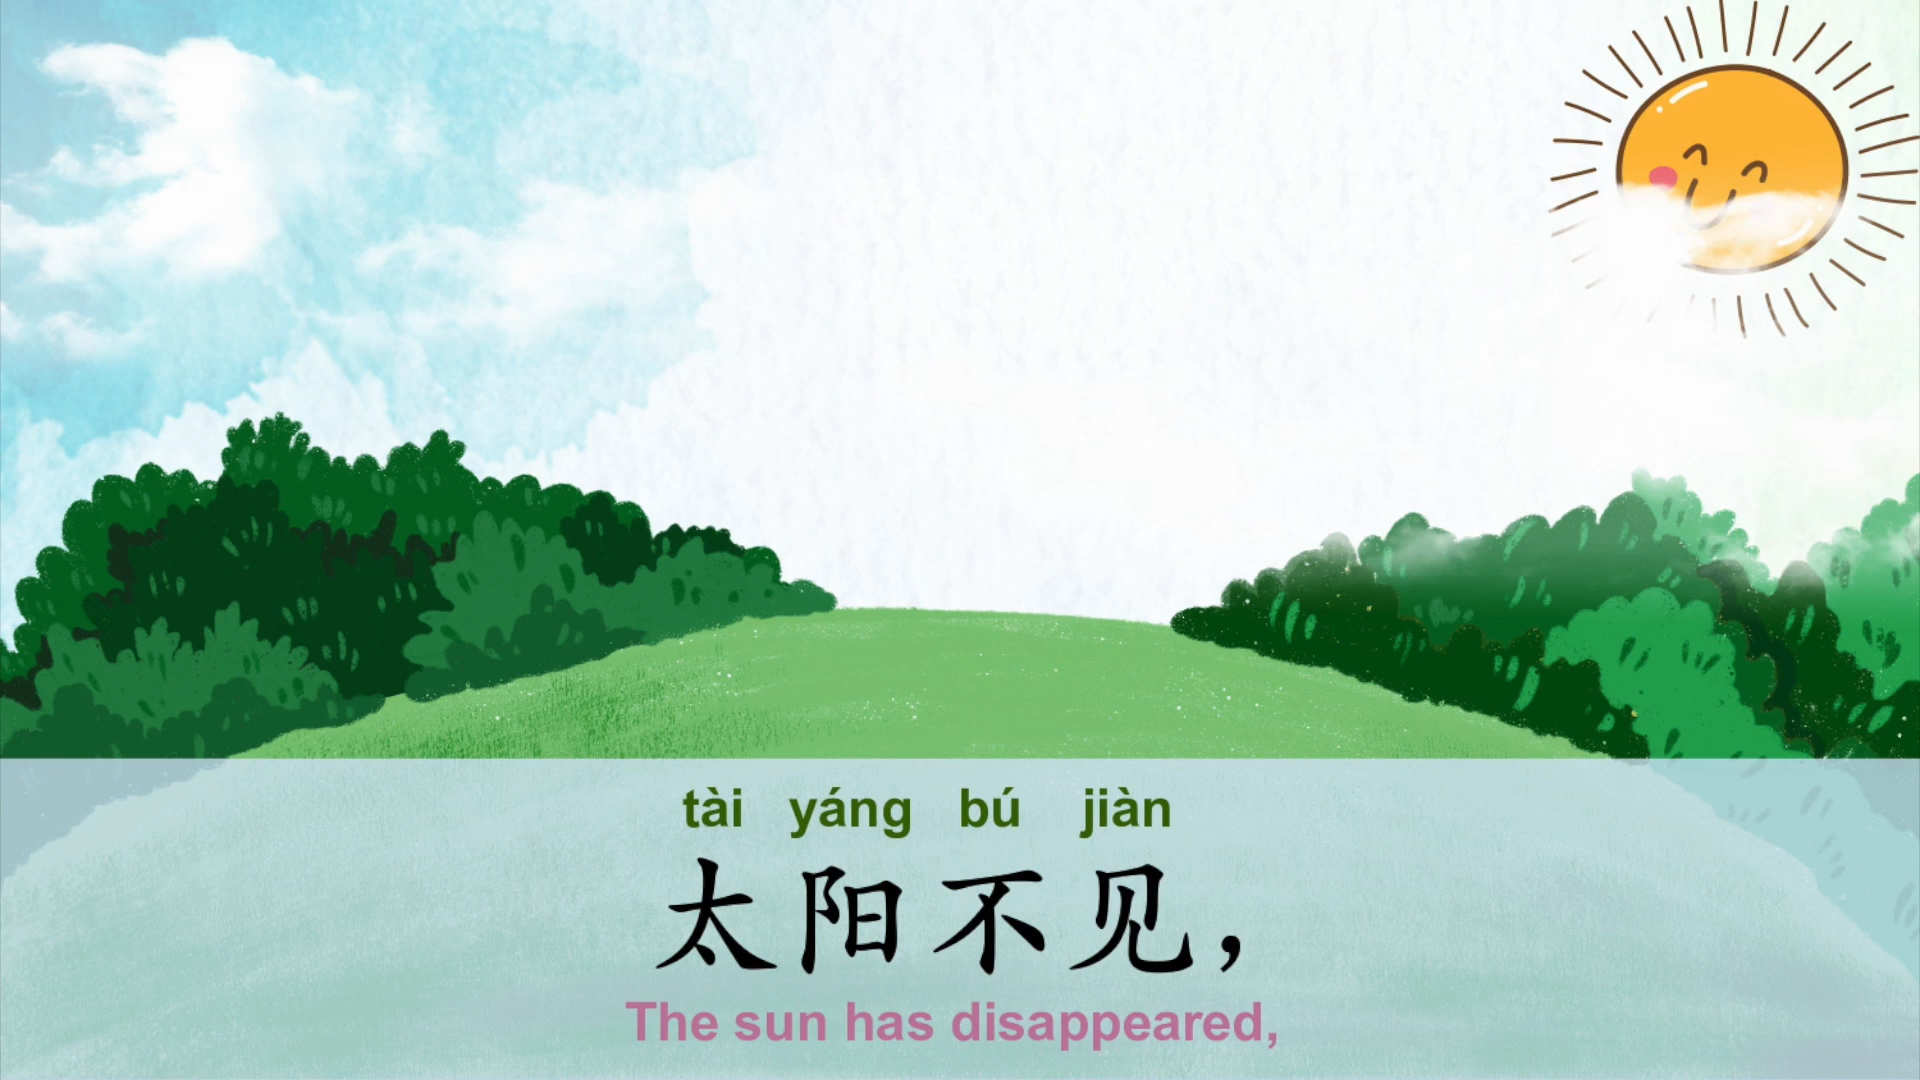 tài yáng bú jiàn
太阳不见，
The sun has disappeared,